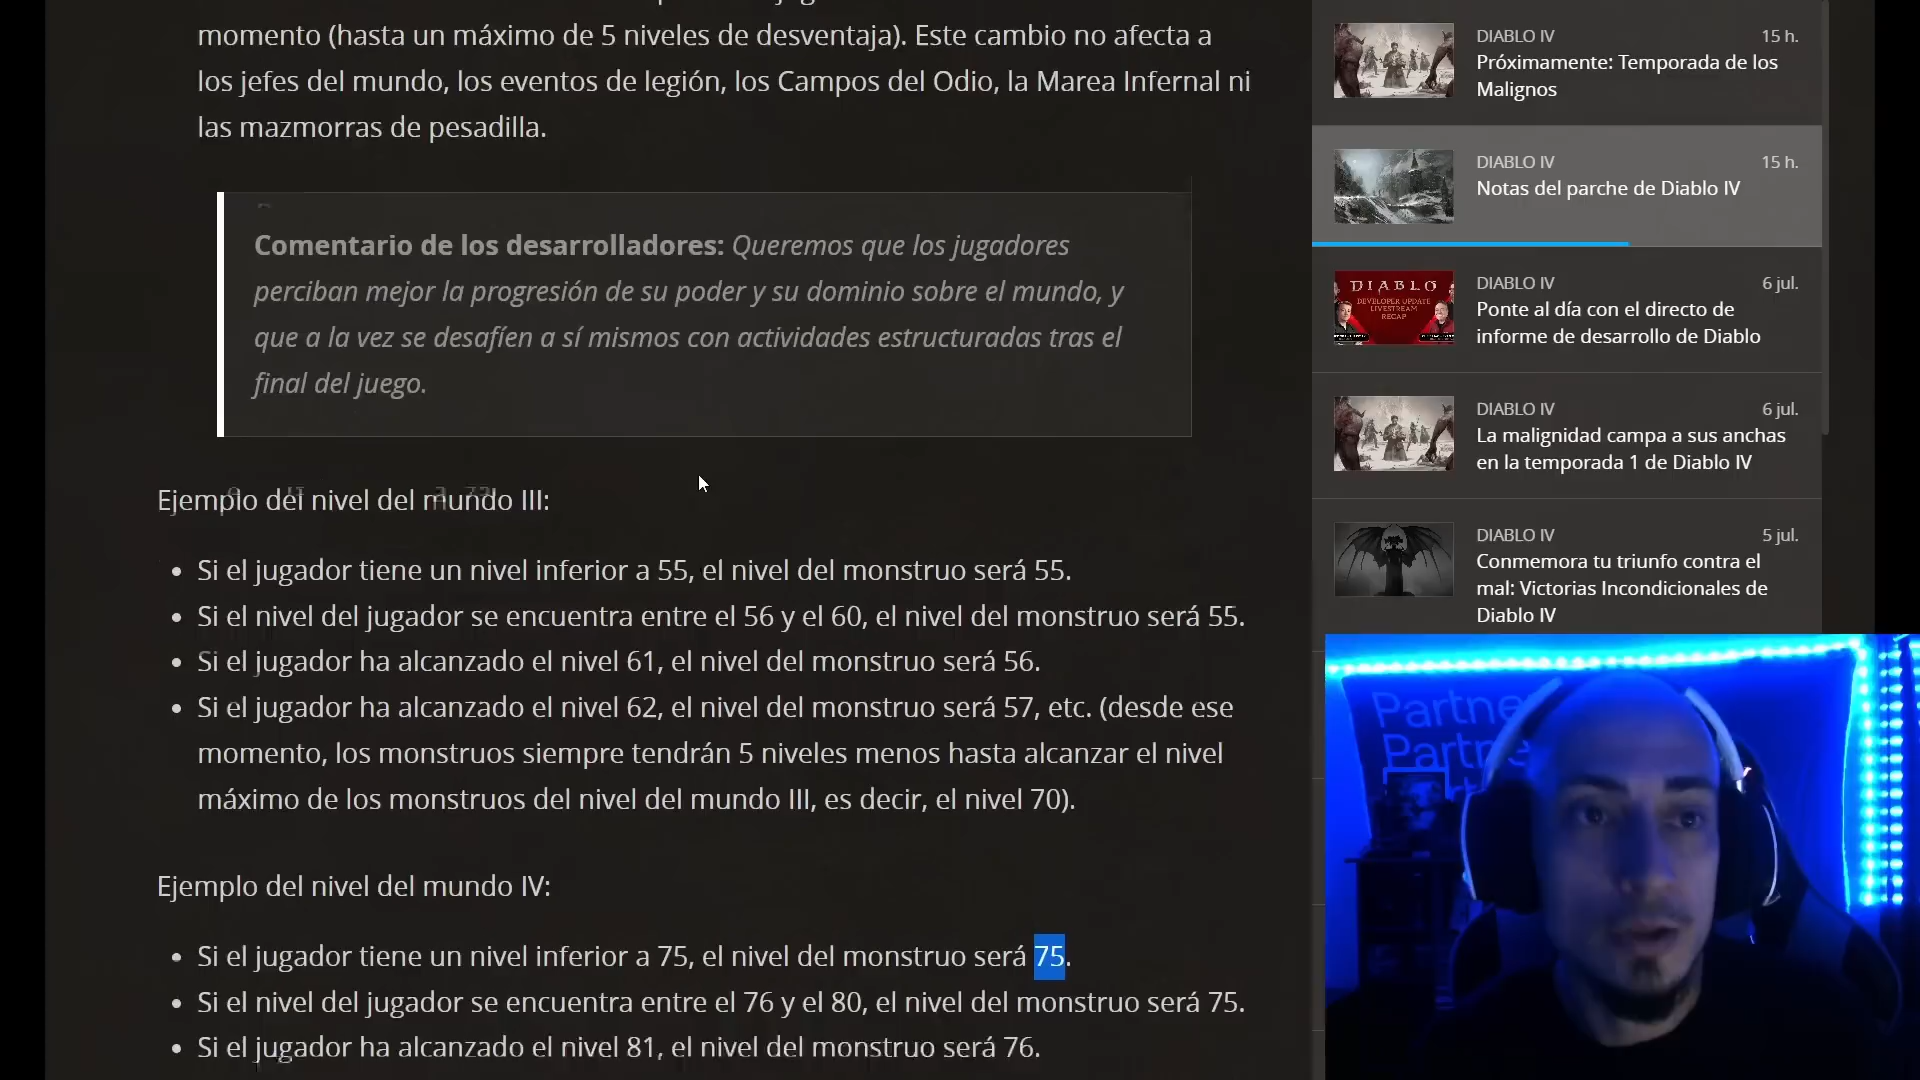 momento (hasta un máximo de 5 niveles de desventaja). Este cambio no afecta a
los jefes del mundo, los eventos de legión, los Campos del Odio, la Marea Infernal ni
las mazmorras de pesadilla.
Comentario de los desarrolladores: Queremos que los jugadores
perciban mejor la progresión de su poder y su dominio sobre el mundo, y
que a la vez se desafíen a sí mismos con actividades estructuradas tras el
final del juego.
Ejemplo del nivel del mundo III:
• Si el jugador tiene un nivel inferior a 55, el nivel del monstruo será 55.
• Si el nivel del jugador se encuentra entre el 56 y el 60, el nivel del monstruo será 55.
• Si el jugador ha alcanzado el nivel 61, el nivel del monstruo será 56.
• Si el jugador ha alcanzado el nivel 62, el nivel del monstruo será 57, etc. (desde ese
momento, los monstruos siempre tendrán 5 niveles menos hasta alcanzar el nivel
máximo de los monstruos del nivel del mundo III, es decir, el nivel 70).
Ejemplo del nivel del mundo IV:
• Si el jugador tiene un nivel inferior a 75, el nivel del monstruo será 75.
• Si el nivel del jugador se encuentra entre el 76 y el 80, el nivel del monstruo será 75.
• Si el jugador ha alcanzado el nivel 81, el nivel del monstruo será 76.
DIABLO IV 15 h.
Próximamente: Temporada de los
Malignos
DIABLO IV 15 h.
Notas del parche de Diablo IV
DIABLO IV 6 jul.
Ponte al día con el directo de
informe de desarrollo de Diablo
DIABLO
DEVELOPER UPDATE
LIVESTREAM
RECAP
DIABLO IV 6 jul.
La malignidad campa a sus anchas
en la temporada 1 de Diablo IV
DIABLO IV 5 jul.
Conmemora tu triunfo contra el
mal: Victorias Incondicionales de
Diablo IV
Partne
Partne